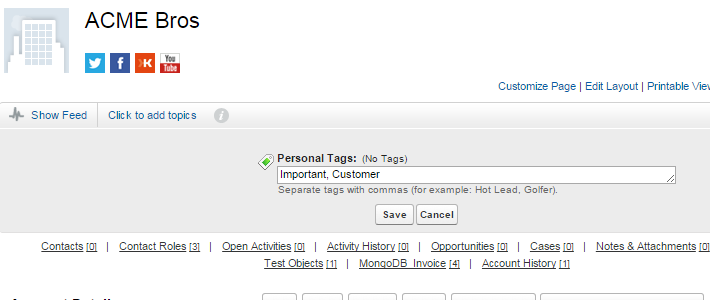 ACME Bros
You Tube
Customize Page | Edit Layout | Printable View
Show Feed Click to add topics i
Personal Tags: (No Tags)
Important, Customer
Separate tags with commas (for example: Hot Lead, Golfer).
Save Cancel
Contacts [0] | Contact Roles [3] | Open Activities [0] | Activity History [0] | Opportunities [0] | Cases [0] | Notes & Attachments [0]
Test Objects [1] | MongoDB_Invoice [4] | Account History [1]